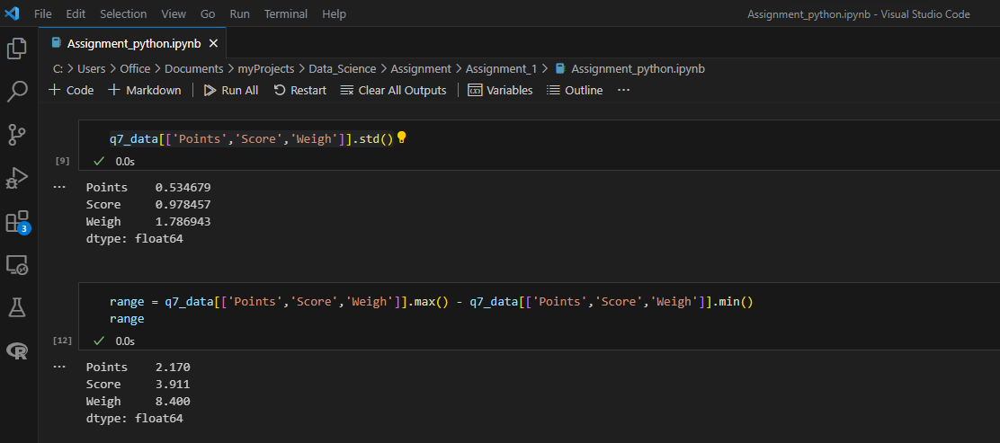 File Edit Selection View Go Run Terminal Help Assignment_python.ipynb - Visual Studio Code
Assignment_python.ipynb
C: > Users > Office > Documents > myProjects > Data_Science > Assignment > Assignment_1 > Assignment_python.ipynb
+ Code + Markdown Run All Restart Clear All Outputs Variables Outline ...
q7_data[['Points','Score','Weigh']].std()
[9] 0.0s
... Points 0.534679
Score 0.978457
Weigh 1.786943
dtype: float64
3
range = q7_data[['Points','Score','Weigh']].max() - q7_data[['Points','Score','Weigh']].min()
range
[12] 0.0s
... Points 2.170
Score 3.911
Weigh 8.400
dtype: float64
R